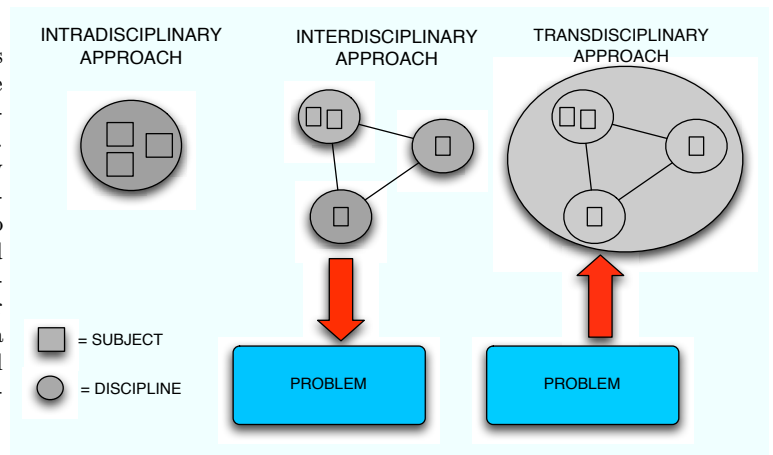 INTRADISCIPLINARY
APPROACH
INTERDISCIPLINARY
APPROACH
TRANSDISCIPLINARY
APPROACH
= SUBJECT
= DISCIPLINE
PROBLEM
PROBLEM